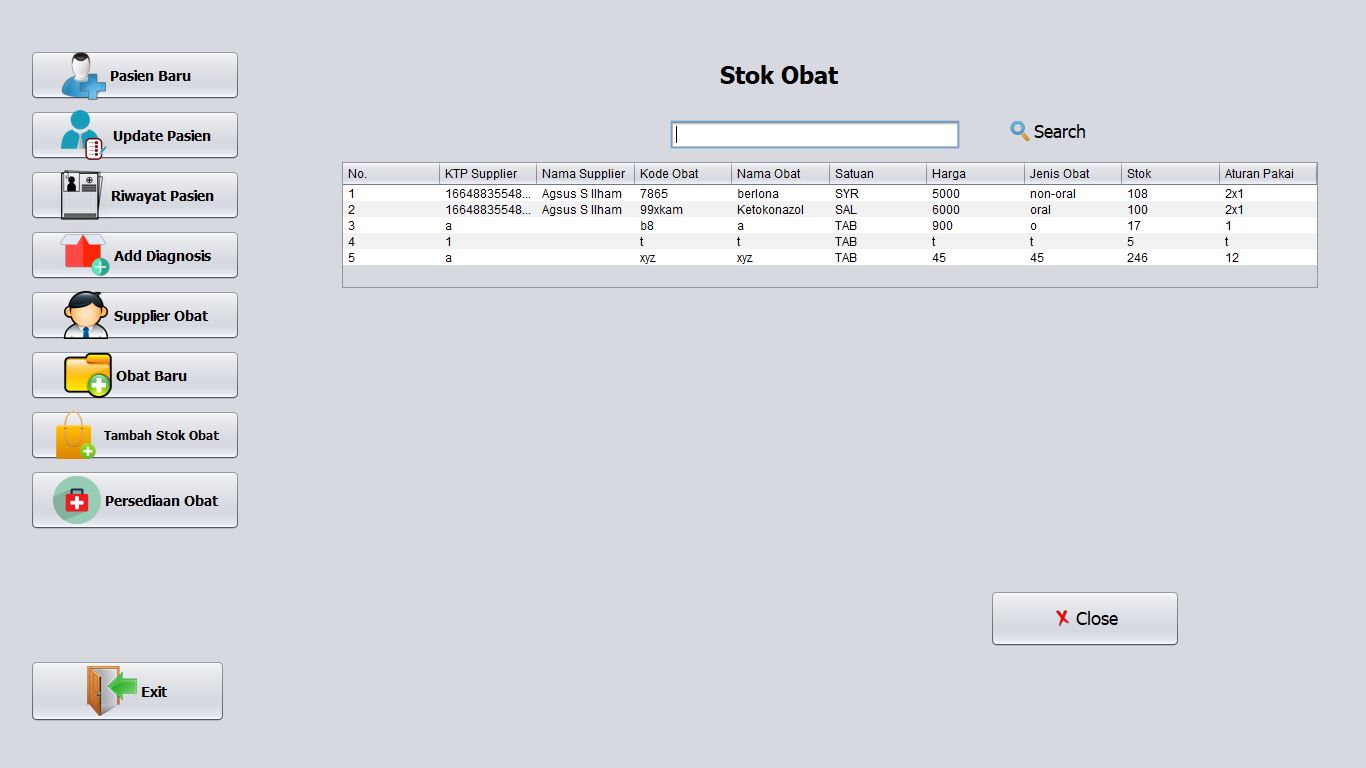 Pasien Baru
Update Pasien
Riwayat Pasien
Add Diagnosis
Supplier Obat
Obat Baru
Tambah Stok Obat
Persediaan Obat
Exit
Stok Obat
Search
No. KTP Supplier Nama Supplier Kode Obat Nama Obat Satuan Harga Jenis Obat Stok Aturan Pakai
1 16648835548... Agsus S Ilham 7865 berlona SYR 5000 non-oral 108 2x1
2 16648835548... Agsus S Ilham 99xkam Ketokonazol SAL 6000 oral 100 2x1
3 a b8 a TAB 900 o 17 1
4 1 t t TAB t t 5 t
5 a xyz xyz TAB 45 45 246 12
Close